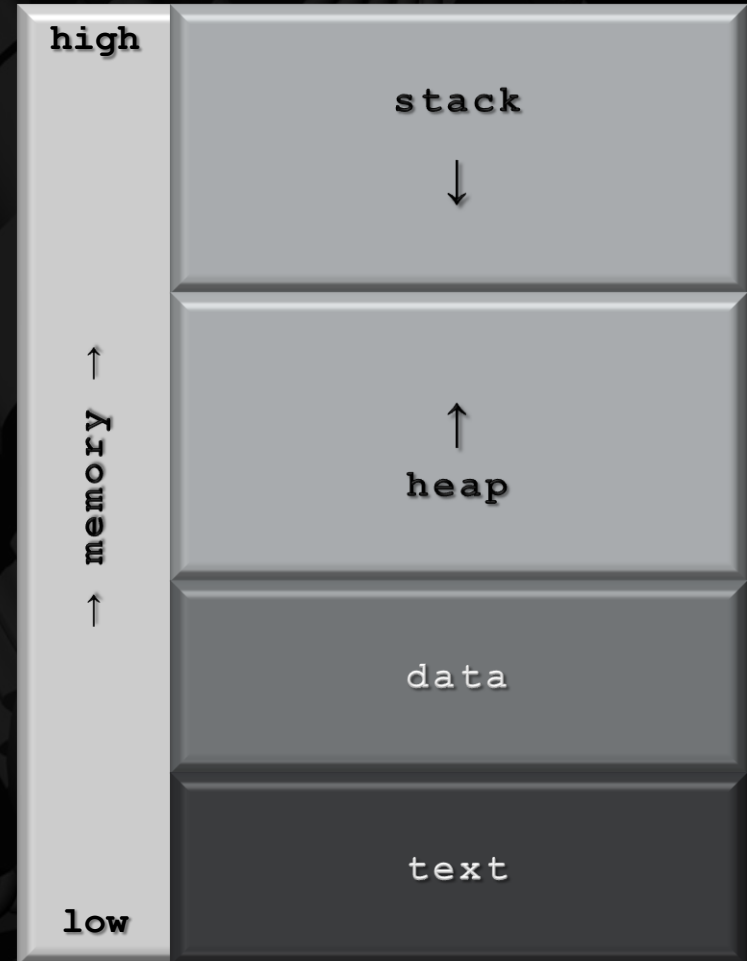 high
stack
↓
→ memory →
↑
heap
data
text
low